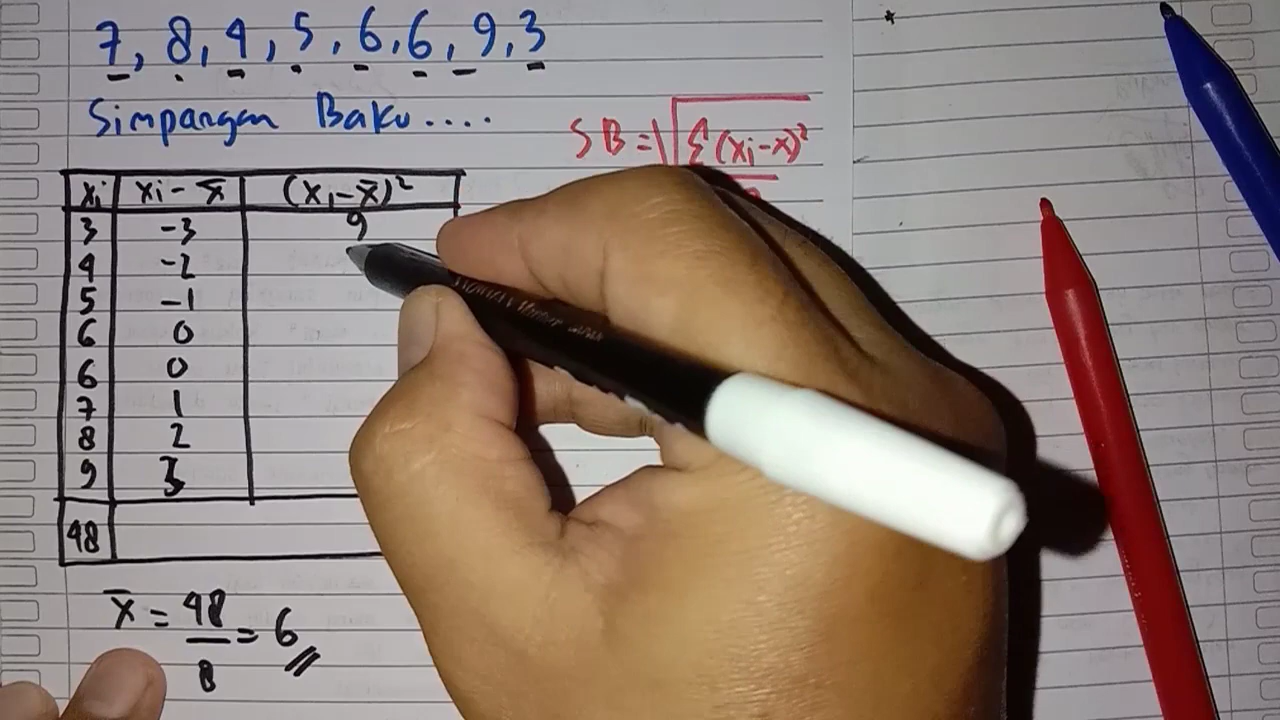 7, 8, 4, 5, 6, 6, 9, 3
Simpangan Baku....
SB = √Σ(xi-x)²
xi xi - x̄ (xi-x̄)²
3 -3 9
4 -2
5 -1
6 0
6 0
7 1
8 2
9 3
48
x̄ = 48/8 = 6